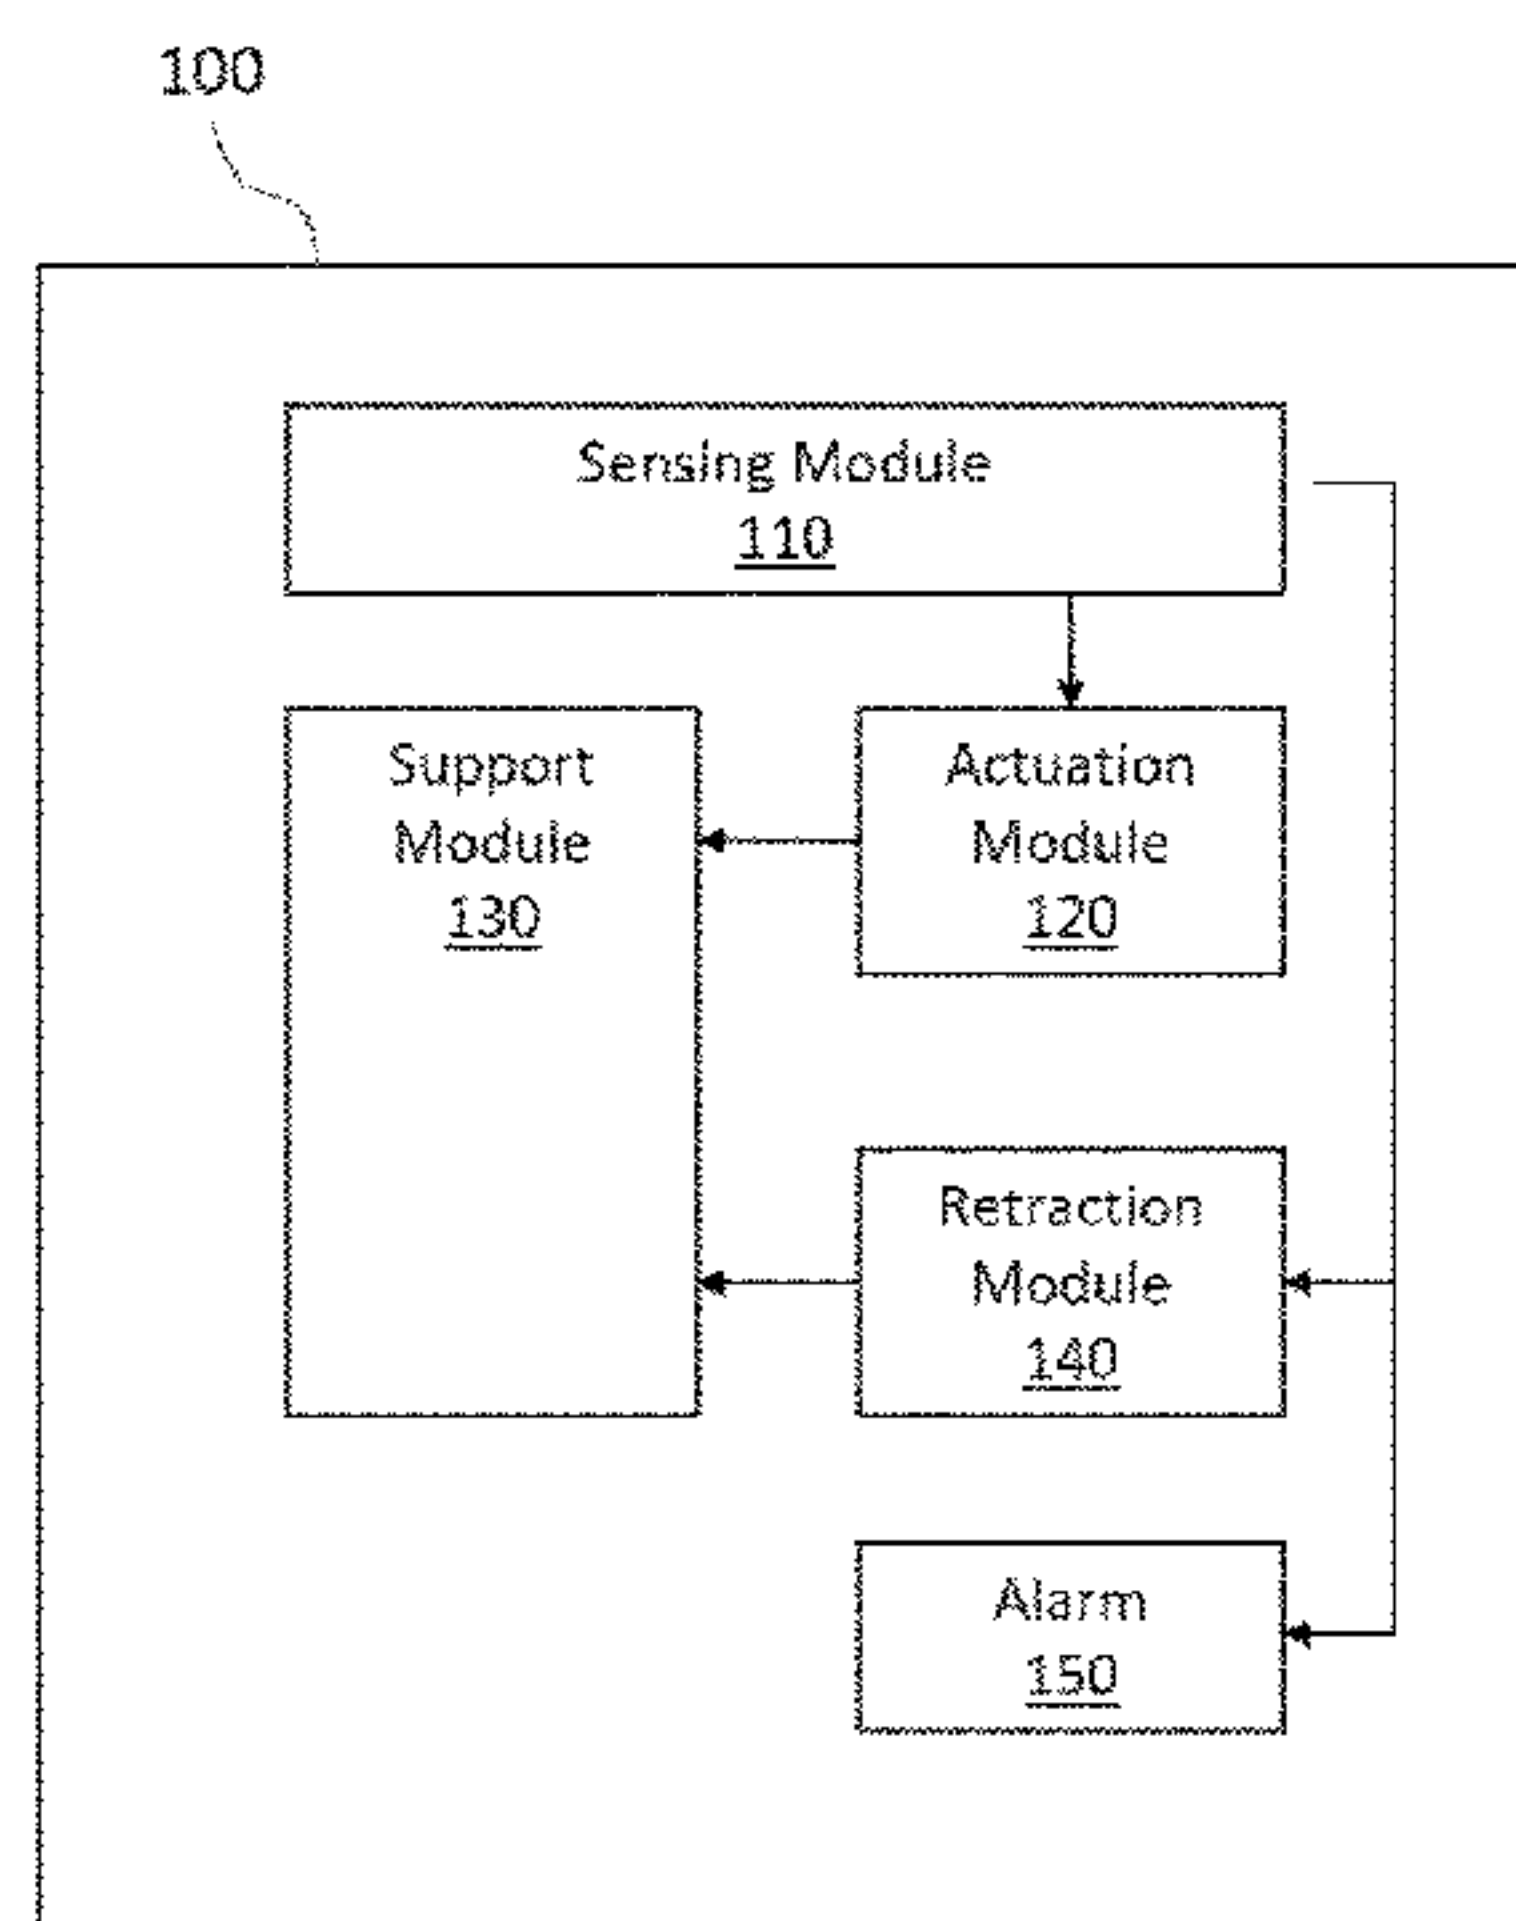 100
Sensing Module
110
Support
Module
130
Actuation
Module
120
Retraction
Module
140
Alarm
150